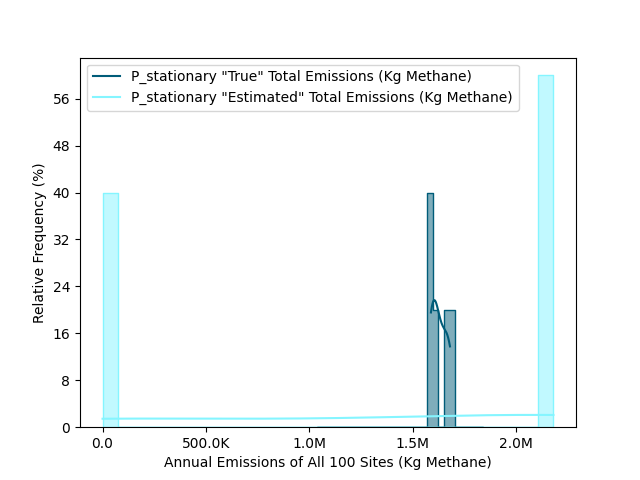 P_stationary "True" Total Emissions (Kg Methane)
P_stationary "Estimated" Total Emissions (Kg Methane)
56
48
40
32
24
16
8
0
Relative Frequency (%)
0.0 500.0K 1.0M 1.5M 2.0M
Annual Emissions of All 100 Sites (Kg Methane)